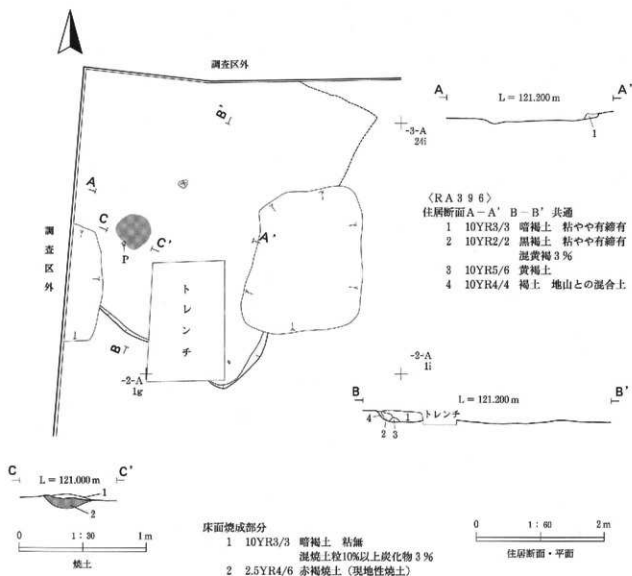 調査区外
B'
A
C
C'
P
A'
調査区外
トレンチ
B
-2-A
1g
-3-A
24i
-2-A
1i
A A'
L = 121.200 m
1
〈RA396〉
住居断面A-A' B-B' 共通
1 10YR3/3 暗褐土 粘やや有締有
2 10YR2/2 黒褐土 粘やや有締有
混黄褐3%
3 10YR5/6 黄褐土
4 10YR4/4 褐土 地山との混合土
B B'
L = 121.200 m
トレンチ
4 1
2 3
C C'
L = 121.000 m
1
2
0 1:30 1m
焼土
床面焼成部分
1 10YR3/3 暗褐土 粘無
混焼土粒10%以上炭化物3%
2 2.5YR4/6 赤褐焼土(現地性焼土)
0 1:60 2m
住居断面・平面